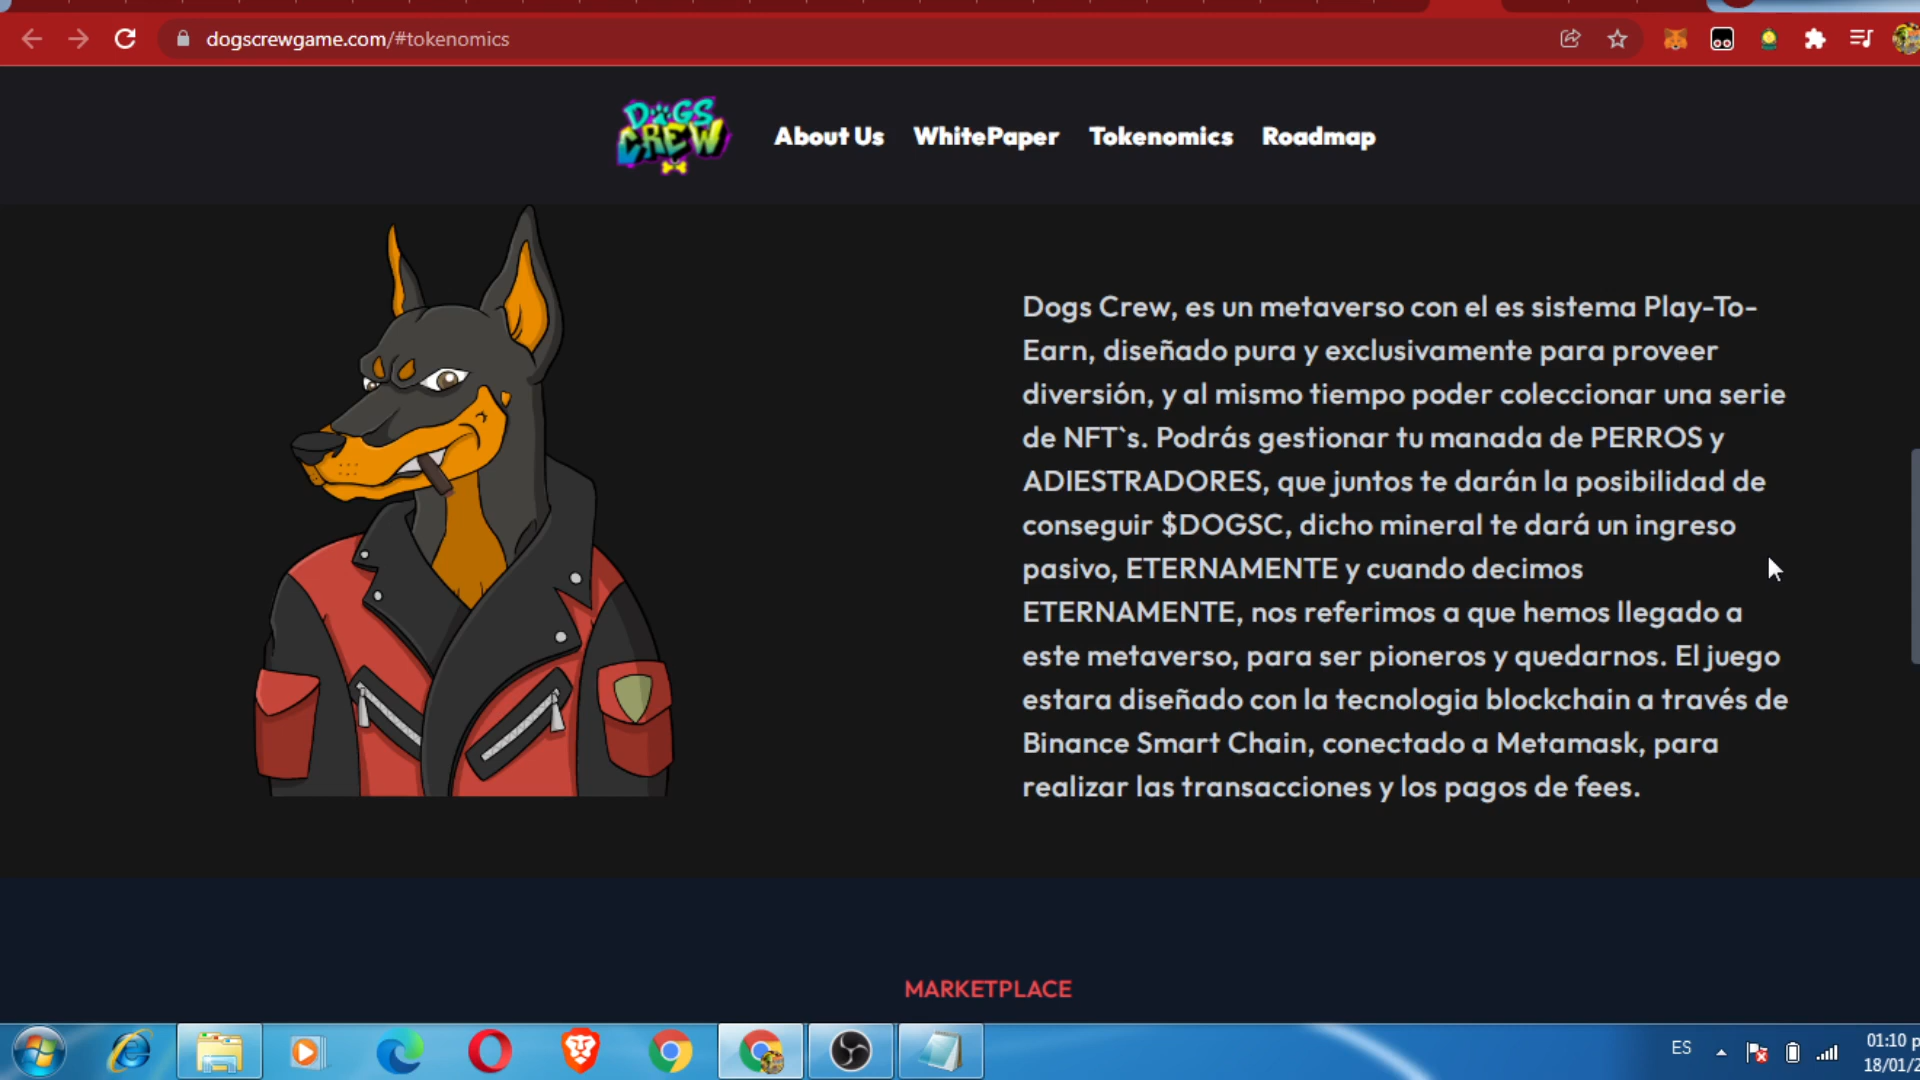 dogscrewgame.com/#tokenomics
DOGS
CREW
About Us WhitePaper Tokenomics Roadmap
Dogs Crew, es un metaverso con el es sistema Play-To-
Earn, diseñado pura y exclusivamente para proveer
diversión, y al mismo tiempo poder coleccionar una serie
de NFT`s. Podrás gestionar tu manada de PERROS y
ADIESTRADORES, que juntos te darán la posibilidad de
conseguir $DOGSC, dicho mineral te dará un ingreso
pasivo, ETERNAMENTE y cuando decimos
ETERNAMENTE, nos referimos a que hemos llegado a
este metaverso, para ser pioneros y quedarnos. El juego
estara diseñado con la tecnologia blockchain a través de
Binance Smart Chain, conectado a Metamask, para
realizar las transacciones y los pagos de fees.
MARKETPLACE
ES
01:10 p
18/01/2